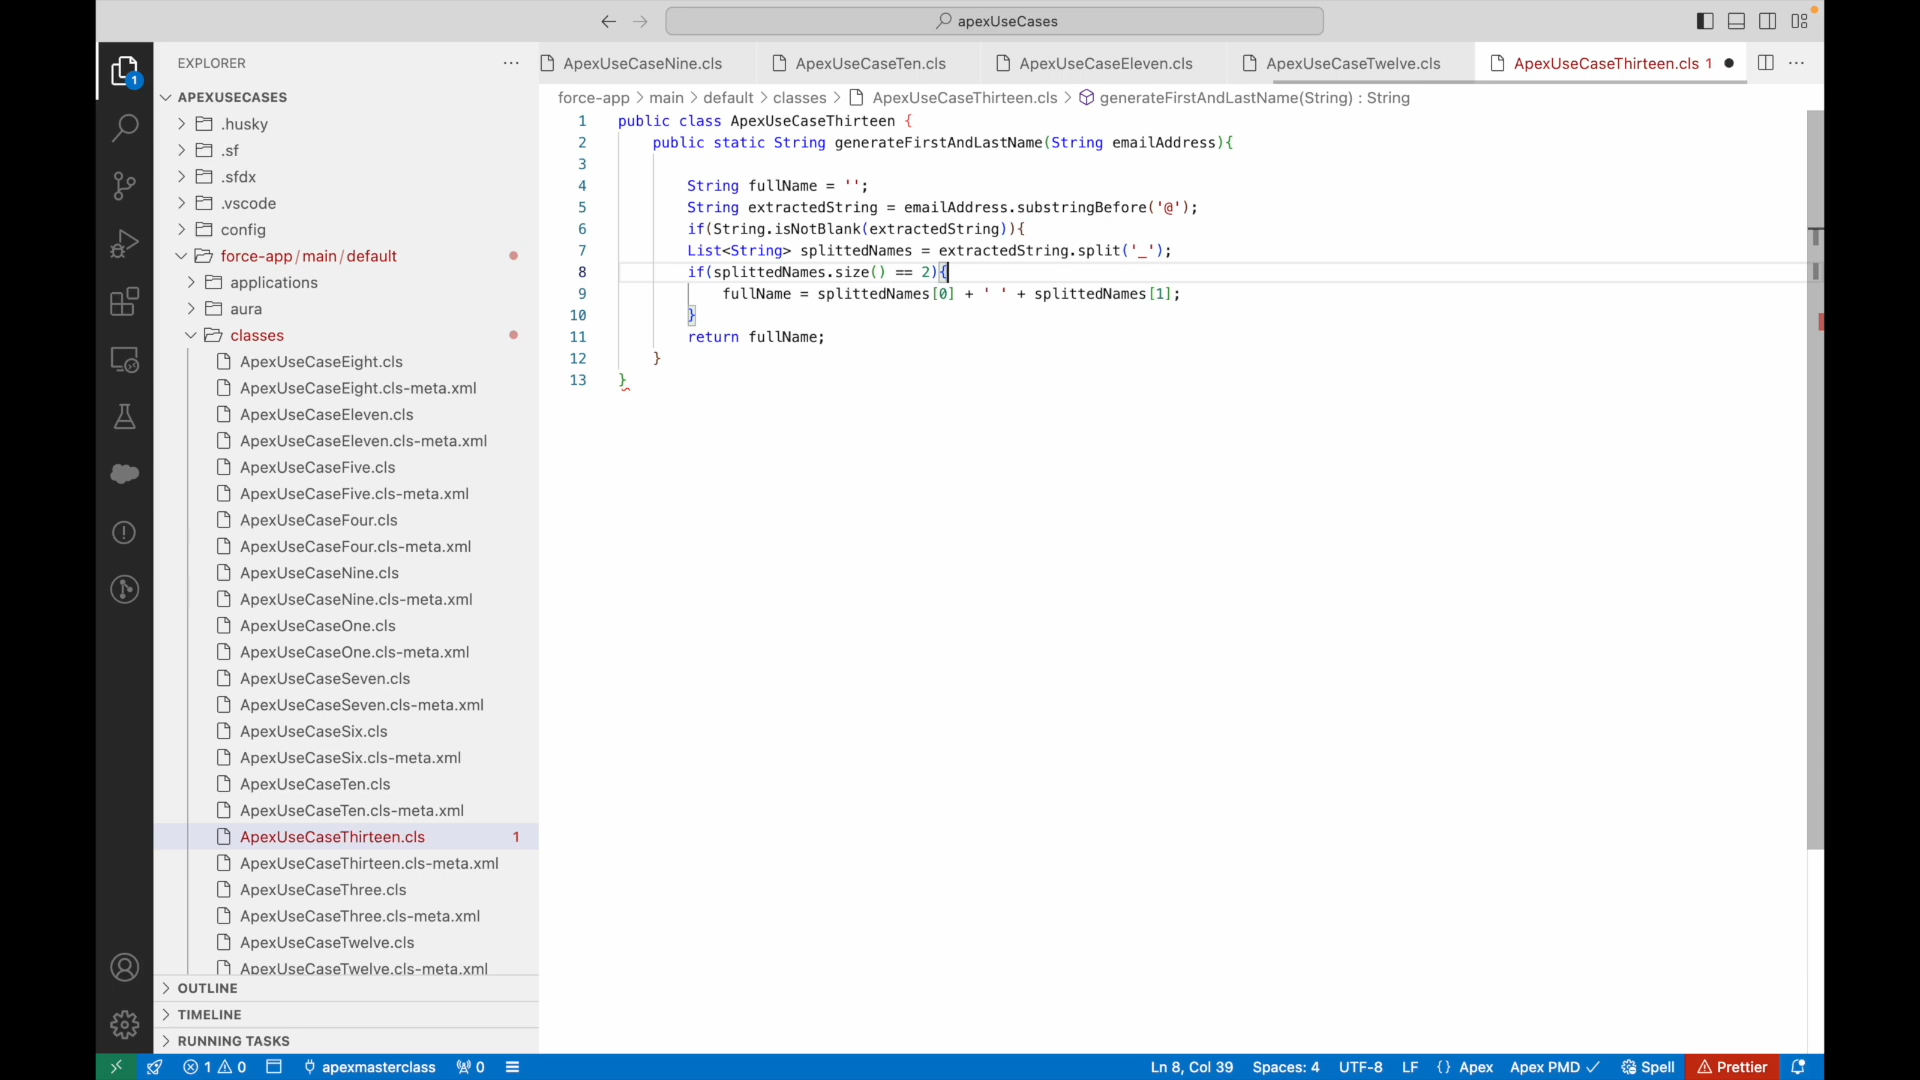 apexUseCases
EXPLORER
ApexUseCaseNine.cls
ApexUseCaseTen.cls
ApexUseCaseEleven.cls
ApexUseCaseTwelve.cls
ApexUseCaseThirteen.cls 1
1
force-app > main > default > classes > ApexUseCaseThirteen.cls > generateFirstAndLastName(String) : String
APEXUSECASES
.husky
.sf
.sfdx
.vscode
config
force-app/main/default
applications
aura
classes
ApexUseCaseEight.cls
ApexUseCaseEight.cls-meta.xml
ApexUseCaseEleven.cls
ApexUseCaseEleven.cls-meta.xml
ApexUseCaseFive.cls
ApexUseCaseFive.cls-meta.xml
ApexUseCaseFour.cls
ApexUseCaseFour.cls-meta.xml
ApexUseCaseNine.cls
ApexUseCaseNine.cls-meta.xml
ApexUseCaseOne.cls
ApexUseCaseOne.cls-meta.xml
ApexUseCaseSeven.cls
ApexUseCaseSeven.cls-meta.xml
ApexUseCaseSix.cls
ApexUseCaseSix.cls-meta.xml
ApexUseCaseTen.cls
ApexUseCaseTen.cls-meta.xml
ApexUseCaseThirteen.cls 1
ApexUseCaseThirteen.cls-meta.xml
ApexUseCaseThree.cls
ApexUseCaseThree.cls-meta.xml
ApexUseCaseTwelve.cls
ApexUseCaseTwelve.cls-meta.xml
OUTLINE
TIMELINE
RUNNING TASKS
1 public class ApexUseCaseThirteen {
2 public static String generateFirstAndLastName(String emailAddress){
3
4 String fullName = '';
5 String extractedString = emailAddress.substringBefore('@');
6 if(String.isNotBlank(extractedString)){
7 List<String> splittedNames = extractedString.split('_');
8 if(splittedNames.size() == 2){
9 fullName = splittedNames[0] + ' ' + splittedNames[1];
10 }
11 return fullName;
12 }
13 }
1 0 apexmasterclass 0 Ln 8, Col 39 Spaces: 4 UTF-8 LF {} Apex Apex PMD Spell Prettier